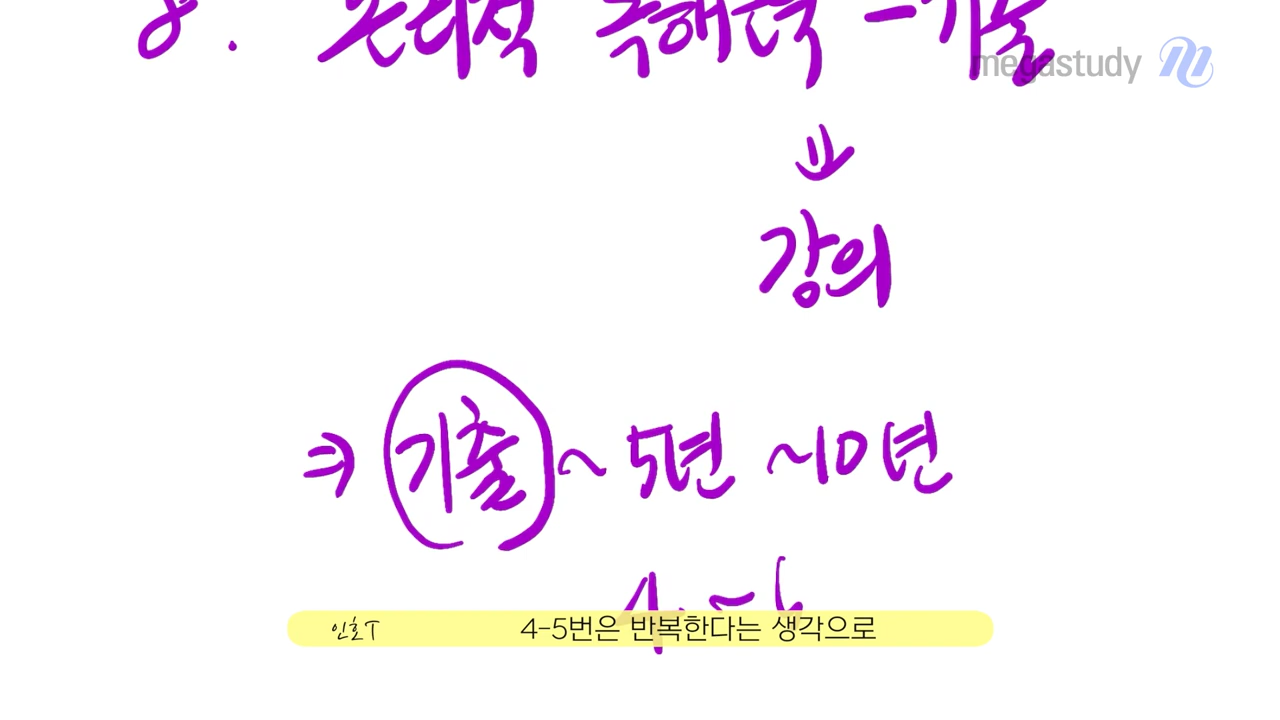 8. 논리적 독해력 - 기출
megastudy
⇓
강의
⇒ 기출 ~ 5년 ~10년
인호T 4-5번은 반복한다는 생각으로